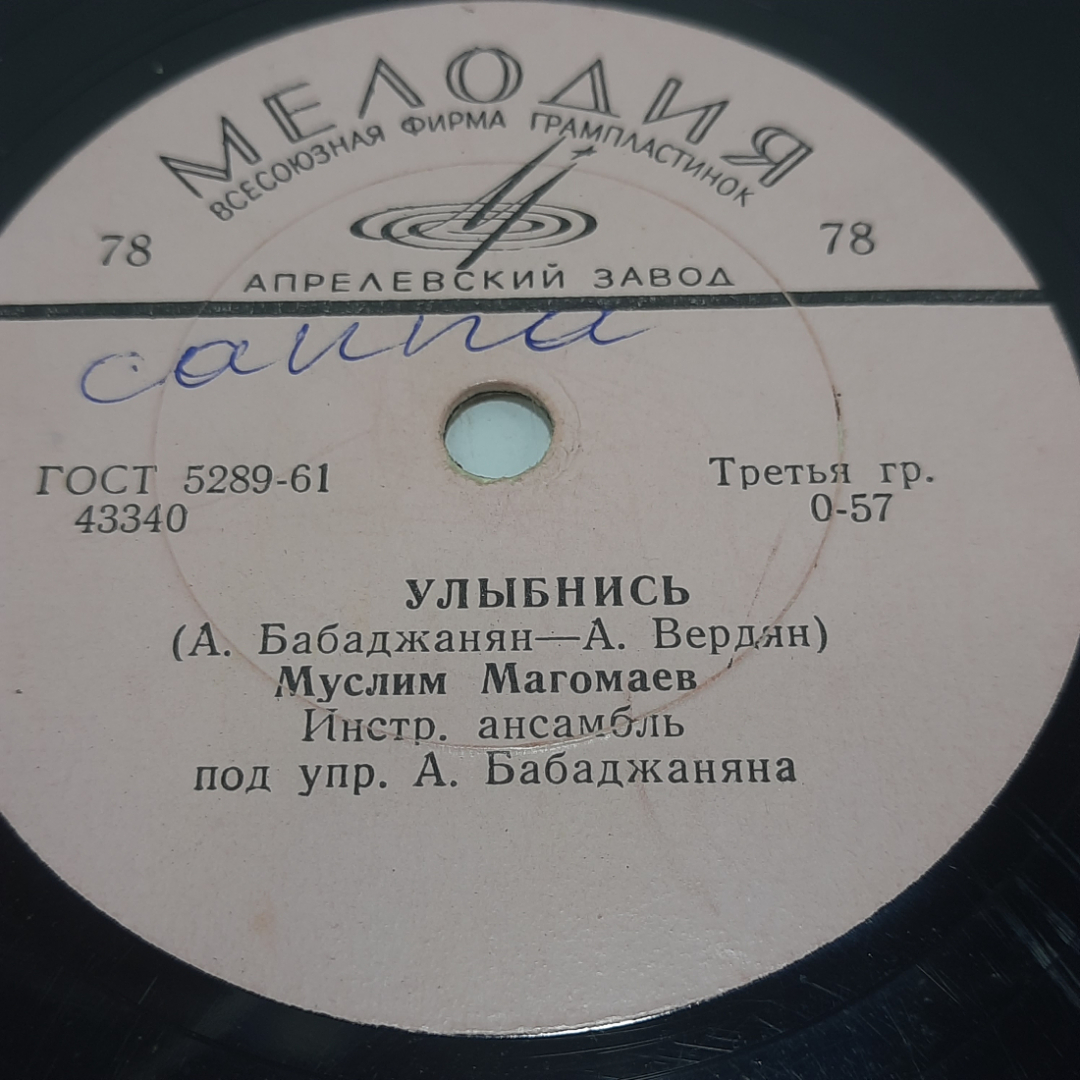 МЕЛОДИЯ
ВСЕСОЮЗНАЯ ФИРМА ГРАМПЛАСТИНОК
78 78
АПРЕЛЕВСКИЙ ЗАВОД
ГОСТ 5289-61 Третья гр.
43340 0-57
УЛЫБНИСЬ
(А. Бабаджанян—А. Вердян)
Муслим Магомаев
Инстр. ансамбль
под упр. А. Бабаджаняна